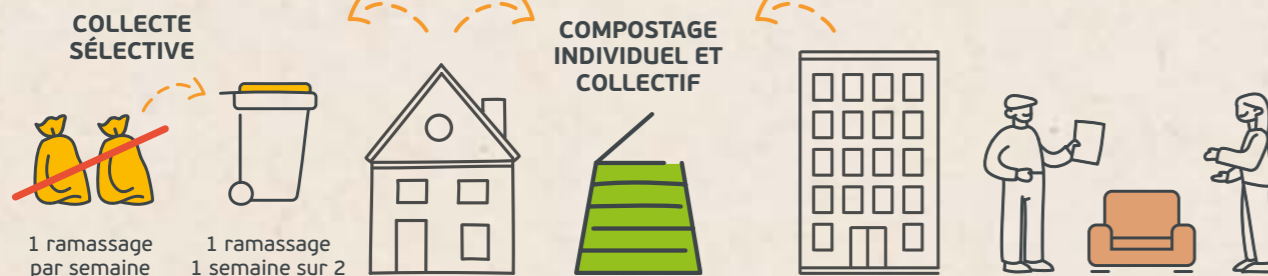 COLLECTE
SÉLECTIVE
COMPOSTAGE
INDIVIDUEL ET
COLLECTIF
1 ramassage
par semaine
1 ramassage
1 semaine sur 2